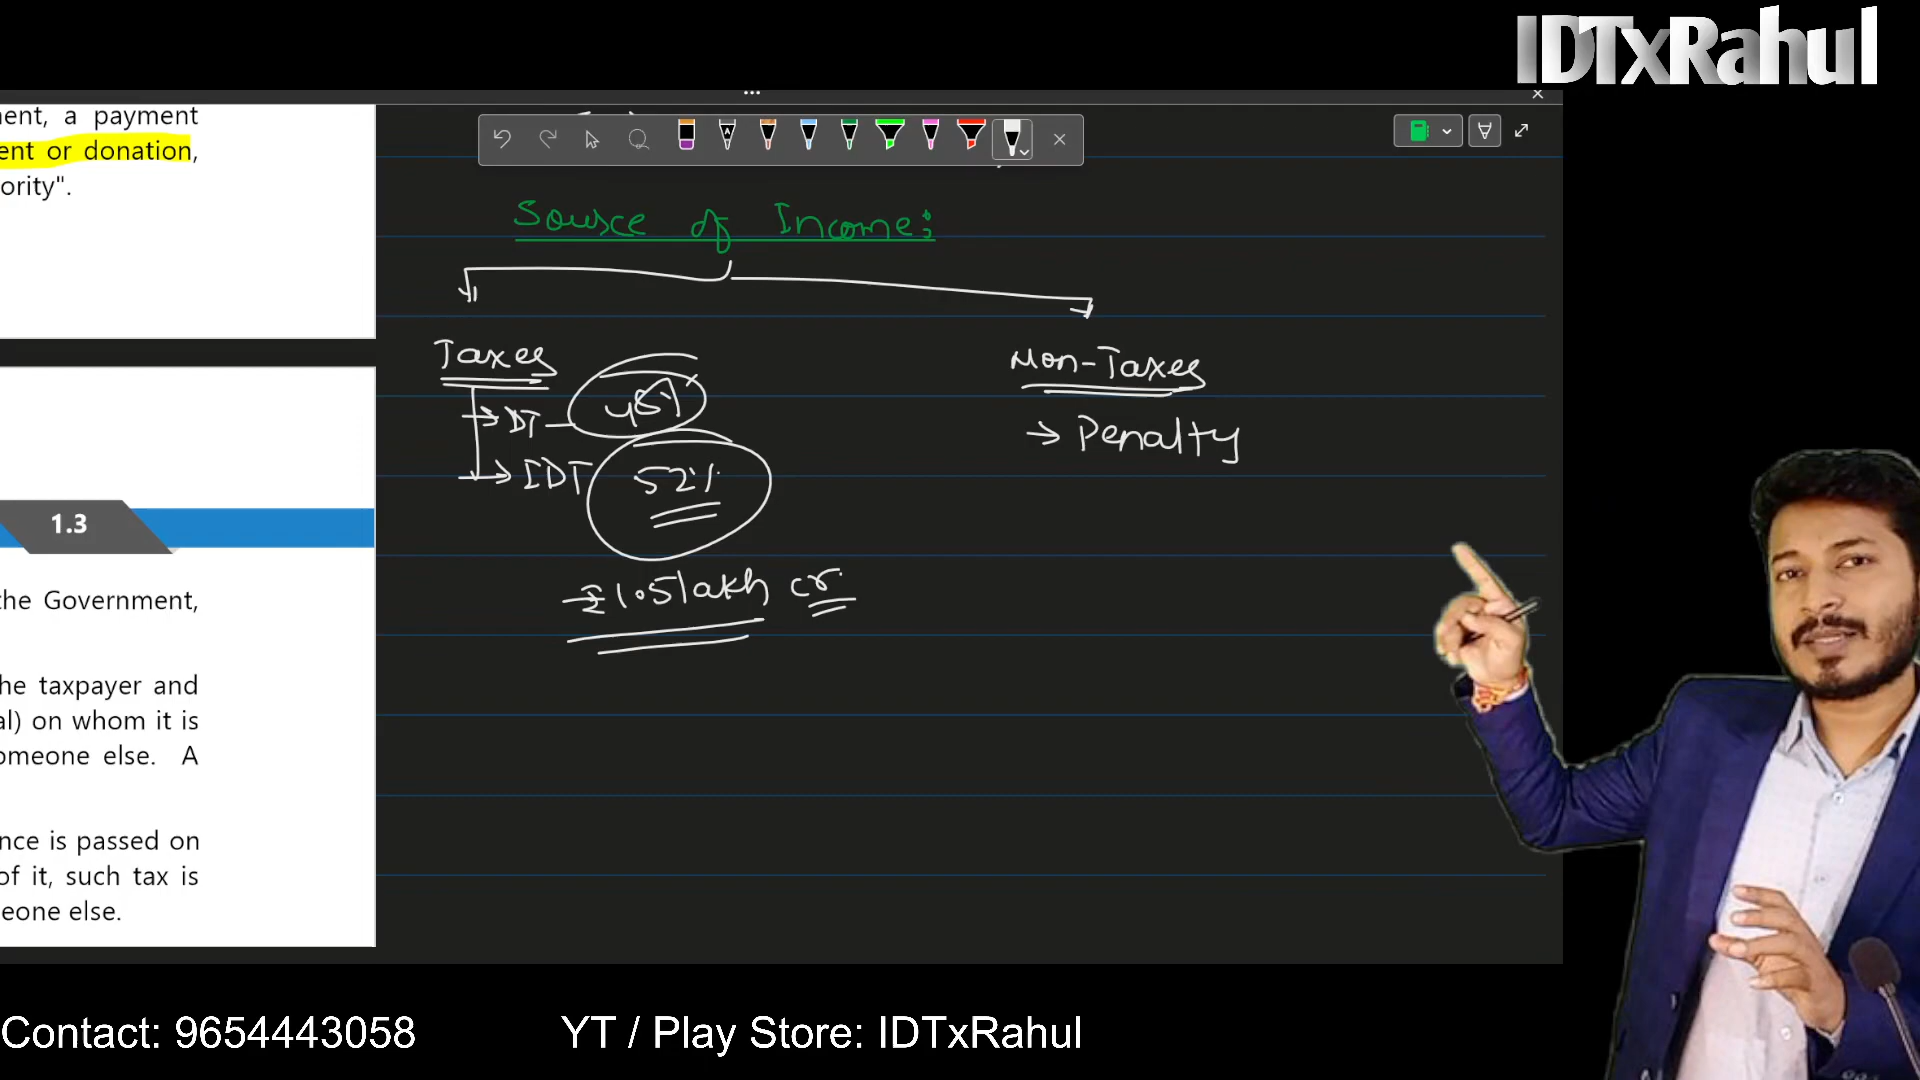 IDTxRahul
ent, a payment
ent or donation,
ority".
Source of Income:
Taxes
Non-Taxes
→ DT — 48%
→ Penalty
→ IDT 52%
→ ₹ 1.51 lakh cr.
1.3
the Government,
he taxpayer and
al) on whom it is
omeone else. A
nce is passed on
of it, such tax is
eone else.
Contact: 9654443058
YT / Play Store: IDTxRahul